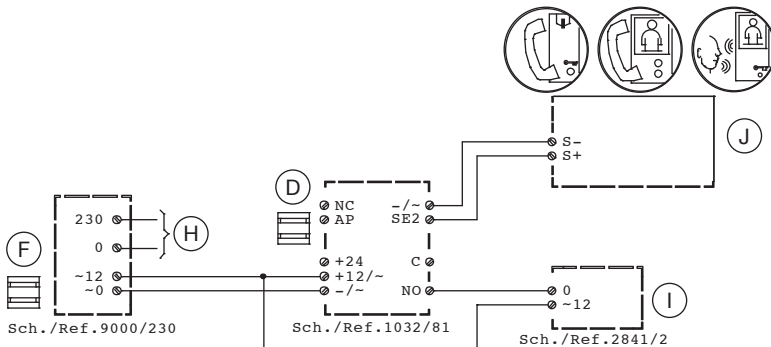 J
S-
S+
D
NC
-/~
AP
SE2
F
230
H
0
+24
C
~12
+12/~
~0
-/~
NO
0
~12
I
Sch./Ref.9000/230
Sch./Ref.1032/81
Sch./Ref.2841/2